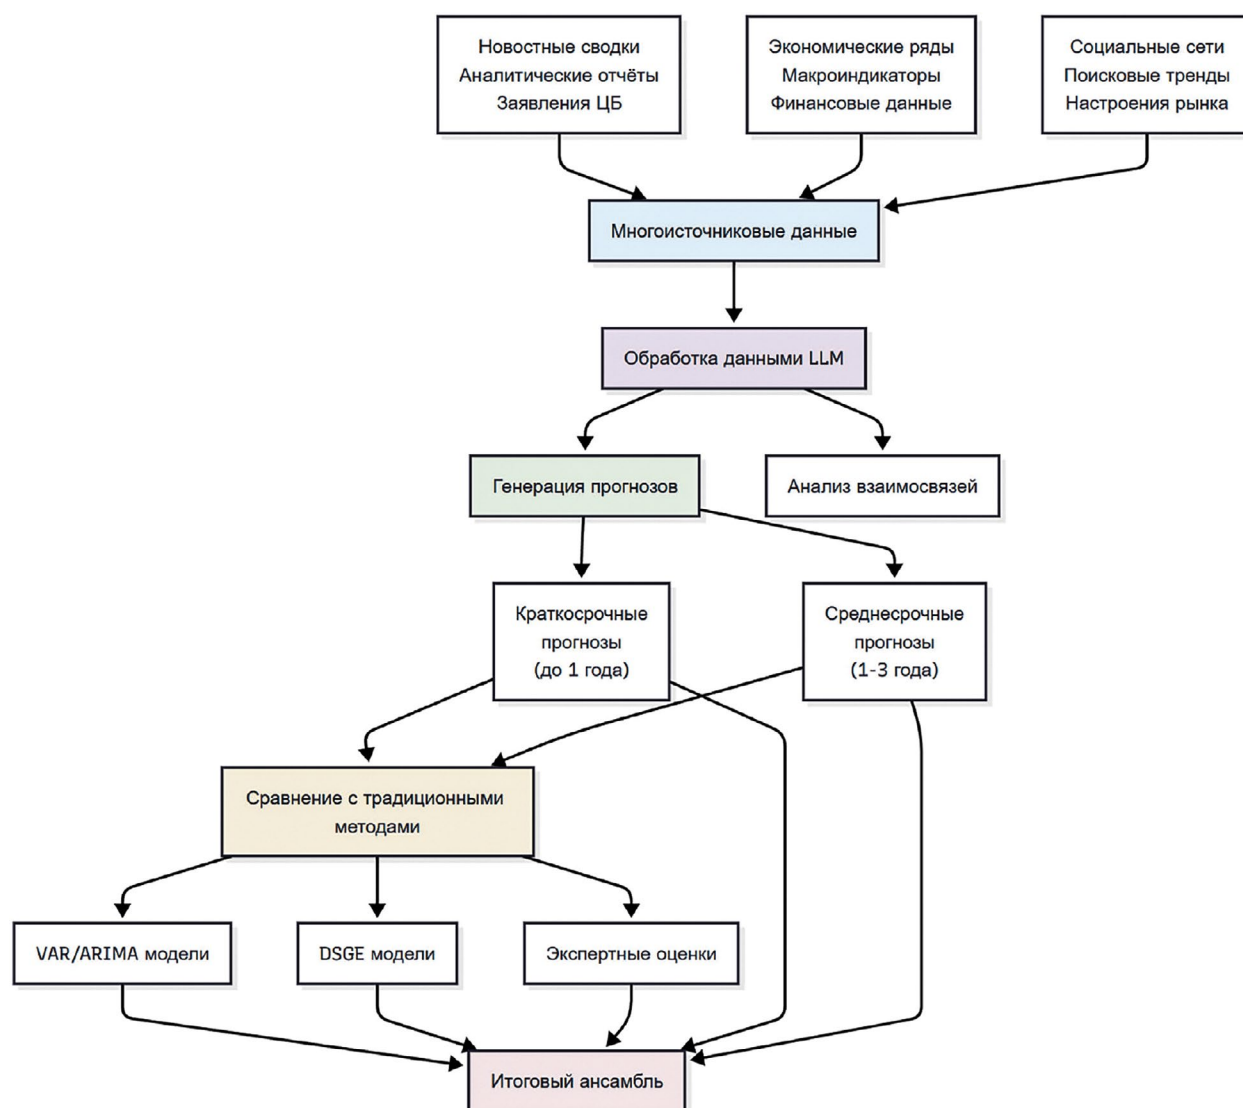 Новостные сводки
Аналитические отчёты
Заявления ЦБ
Экономические ряды
Макроиндикаторы
Финансовые данные
Социальные сети
Поисковые тренды
Настроения рынка
Многоисточниковые данные
Обработка данными LLM
Генерация прогнозов
Анализ взаимосвязей
Краткосрочные
прогнозы
(до 1 года)
Среднесрочные
прогнозы
(1-3 года)
Сравнение с традиционными
методами
VAR/ARIMA модели
DSGE модели
Экспертные оценки
Итоговый ансамбль